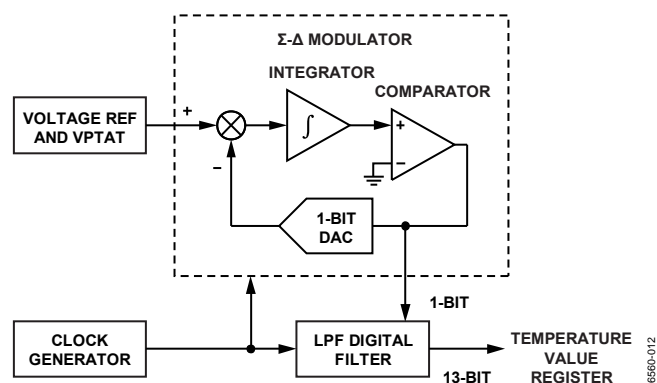 Σ-Δ MODULATOR
INTEGRATOR
COMPARATOR
VOLTAGE REF
AND VPTAT
+
−
∫
+
−
1-BIT
DAC
1-BIT
CLOCK
GENERATOR
LPF DIGITAL
FILTER
13-BIT
TEMPERATURE
VALUE
REGISTER
6560-012